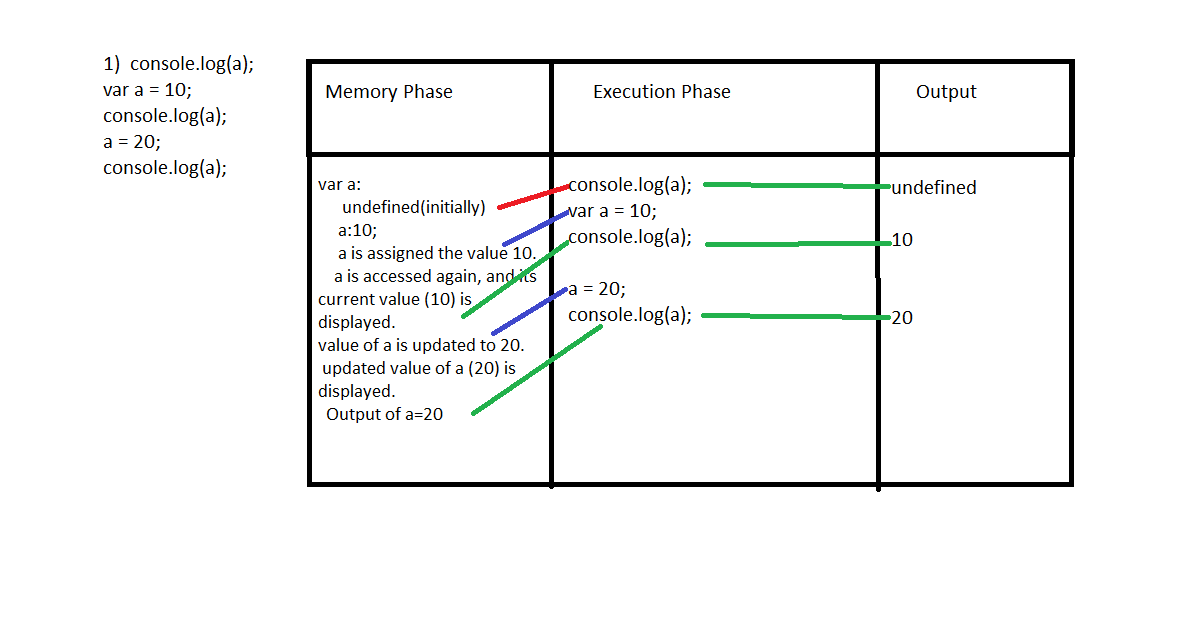 1) console.log(a);
var a = 10;
console.log(a);
a = 20;
console.log(a);
Memory Phase
Execution Phase
Output
var a:
undefined(initially)
a:10;
a is assigned the value 10.
a is accessed again, and its
current value (10) is
displayed.
value of a is updated to 20.
updated value of a (20) is
displayed.
Output of a=20
console.log(a);
var a = 10;
console.log(a);
a = 20;
console.log(a);
undefined
10
20